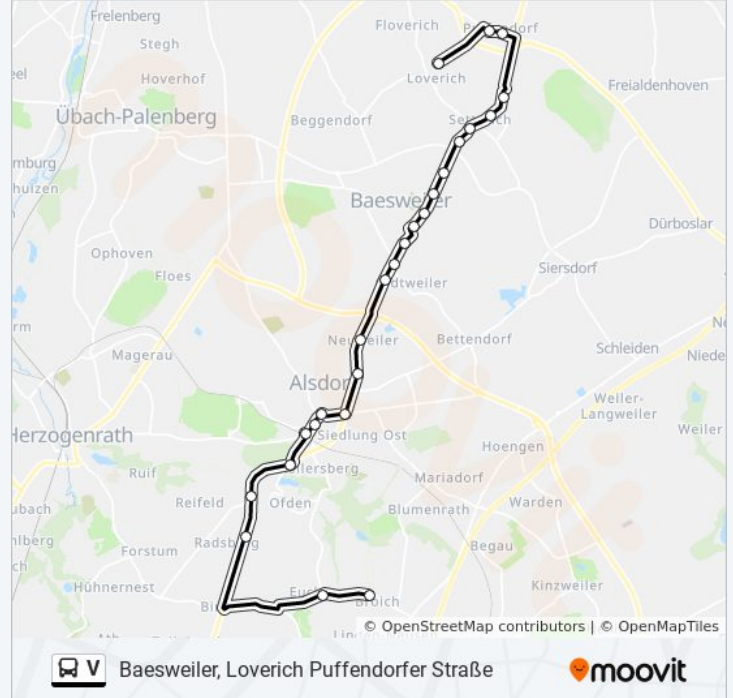 Frelenberg
Floverich
Stegh
Hoverhof
Loverich
Freialdenhoven
Übach-Palenberg
Beggendorf
Baesweiler
Dürboslar
Ophoven
Siersdorf
Floes
Bettendorf
Magerau
Schleiden
Alsdorf
Weiler-
Langweiler
Herzogenrath
Siedlung Ost
Weiler
Hoengen
Ruif
Mariadorf
Reifeld
Ofden
Warden
Blumenrath
Forstum
Begau
Hühnernest
Kinzweiler
Broich
© OpenStreetMap contributors | © OpenMapTiles
V Baesweiler, Loverich Puffendorfer Straße
moovit